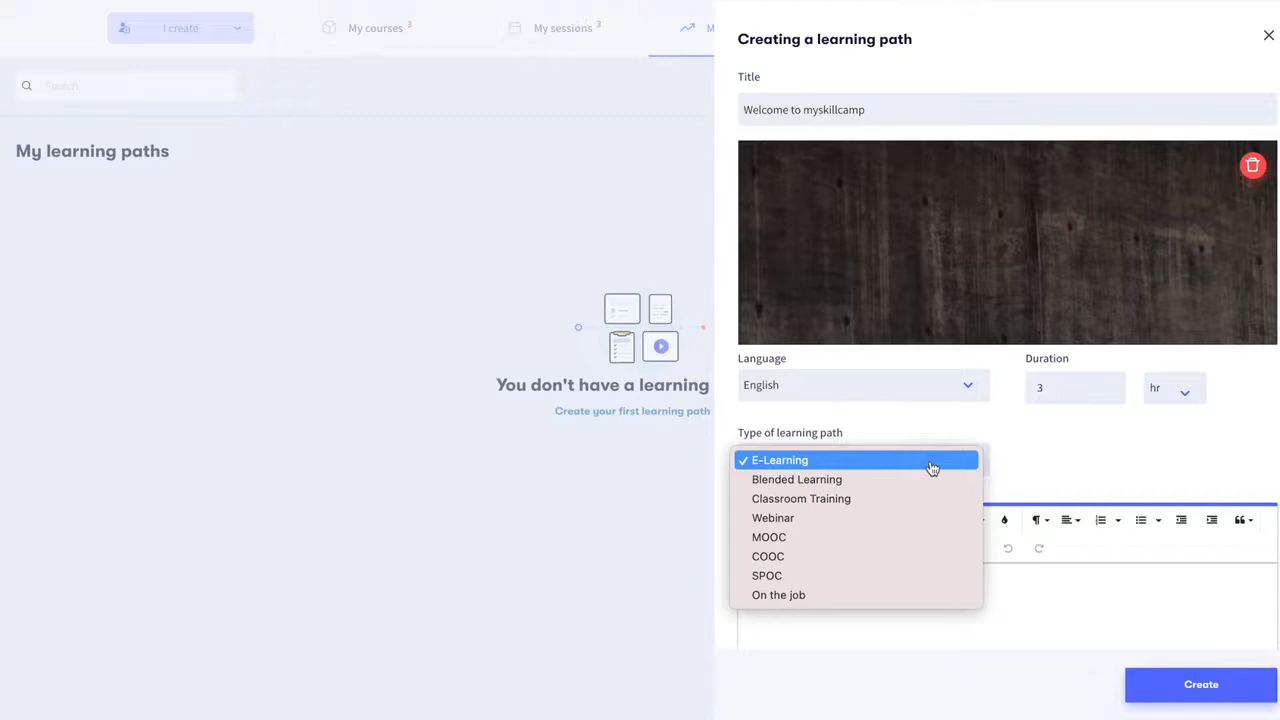 I create
My courses 3
My sessions 3
M
Search
My learning paths
You don't have a learning
Create your first learning path
Creating a learning path
Title
Welcome to myskillcamp
Language
Duration
English
3
hr
Type of learning path
✓ E-Learning
Blended Learning
Classroom Training
Webinar
MOOC
COOC
SPOC
On the job
Create